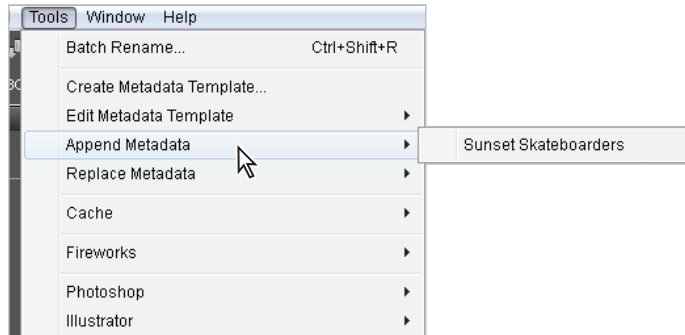 Tools Window Help
Batch Rename... Ctrl+Shift+R
Create Metadata Template...
Edit Metadata Template
Append Metadata Sunset Skateboarders
Replace Metadata
Cache
Fireworks
Photoshop
Illustrator